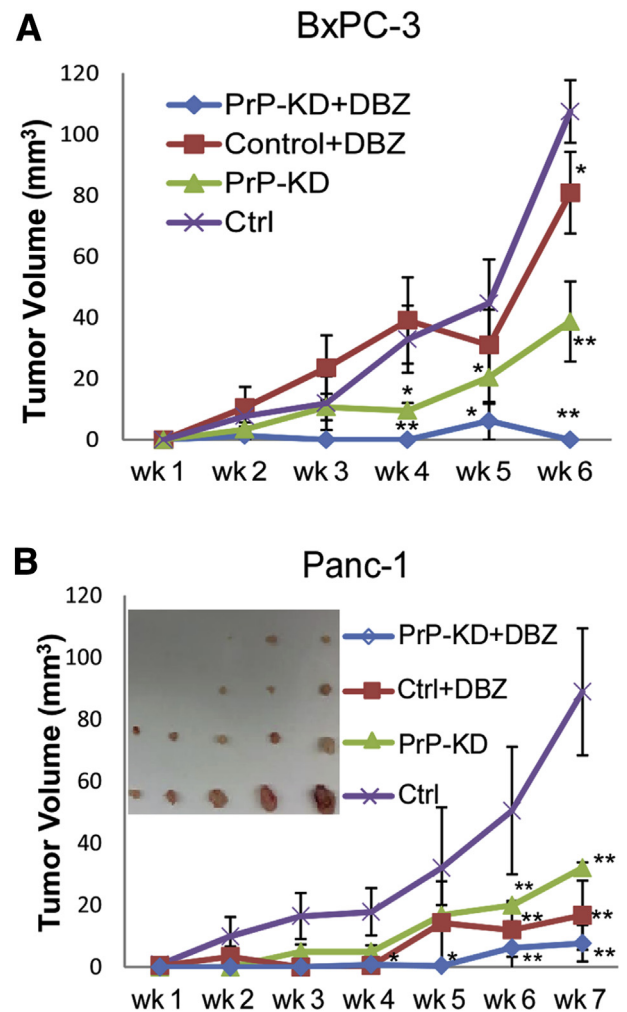 A
BxPC-3
Tumor Volume (mm³)
120
100
80
60
40
20
0
PrP-KD+DBZ
Control+DBZ
PrP-KD
Ctrl
*
**
*
**
*
*
**
wk 1 wk 2 wk 3 wk 4 wk 5 wk 6
B
Panc-1
Tumor Volume (mm³)
120
100
80
60
40
20
0
PrP-KD+DBZ
Ctrl+DBZ
PrP-KD
Ctrl
**
**
**
**
*
*
**
**
wk 1 wk 2 wk 3 wk 4 wk 5 wk 6 wk 7